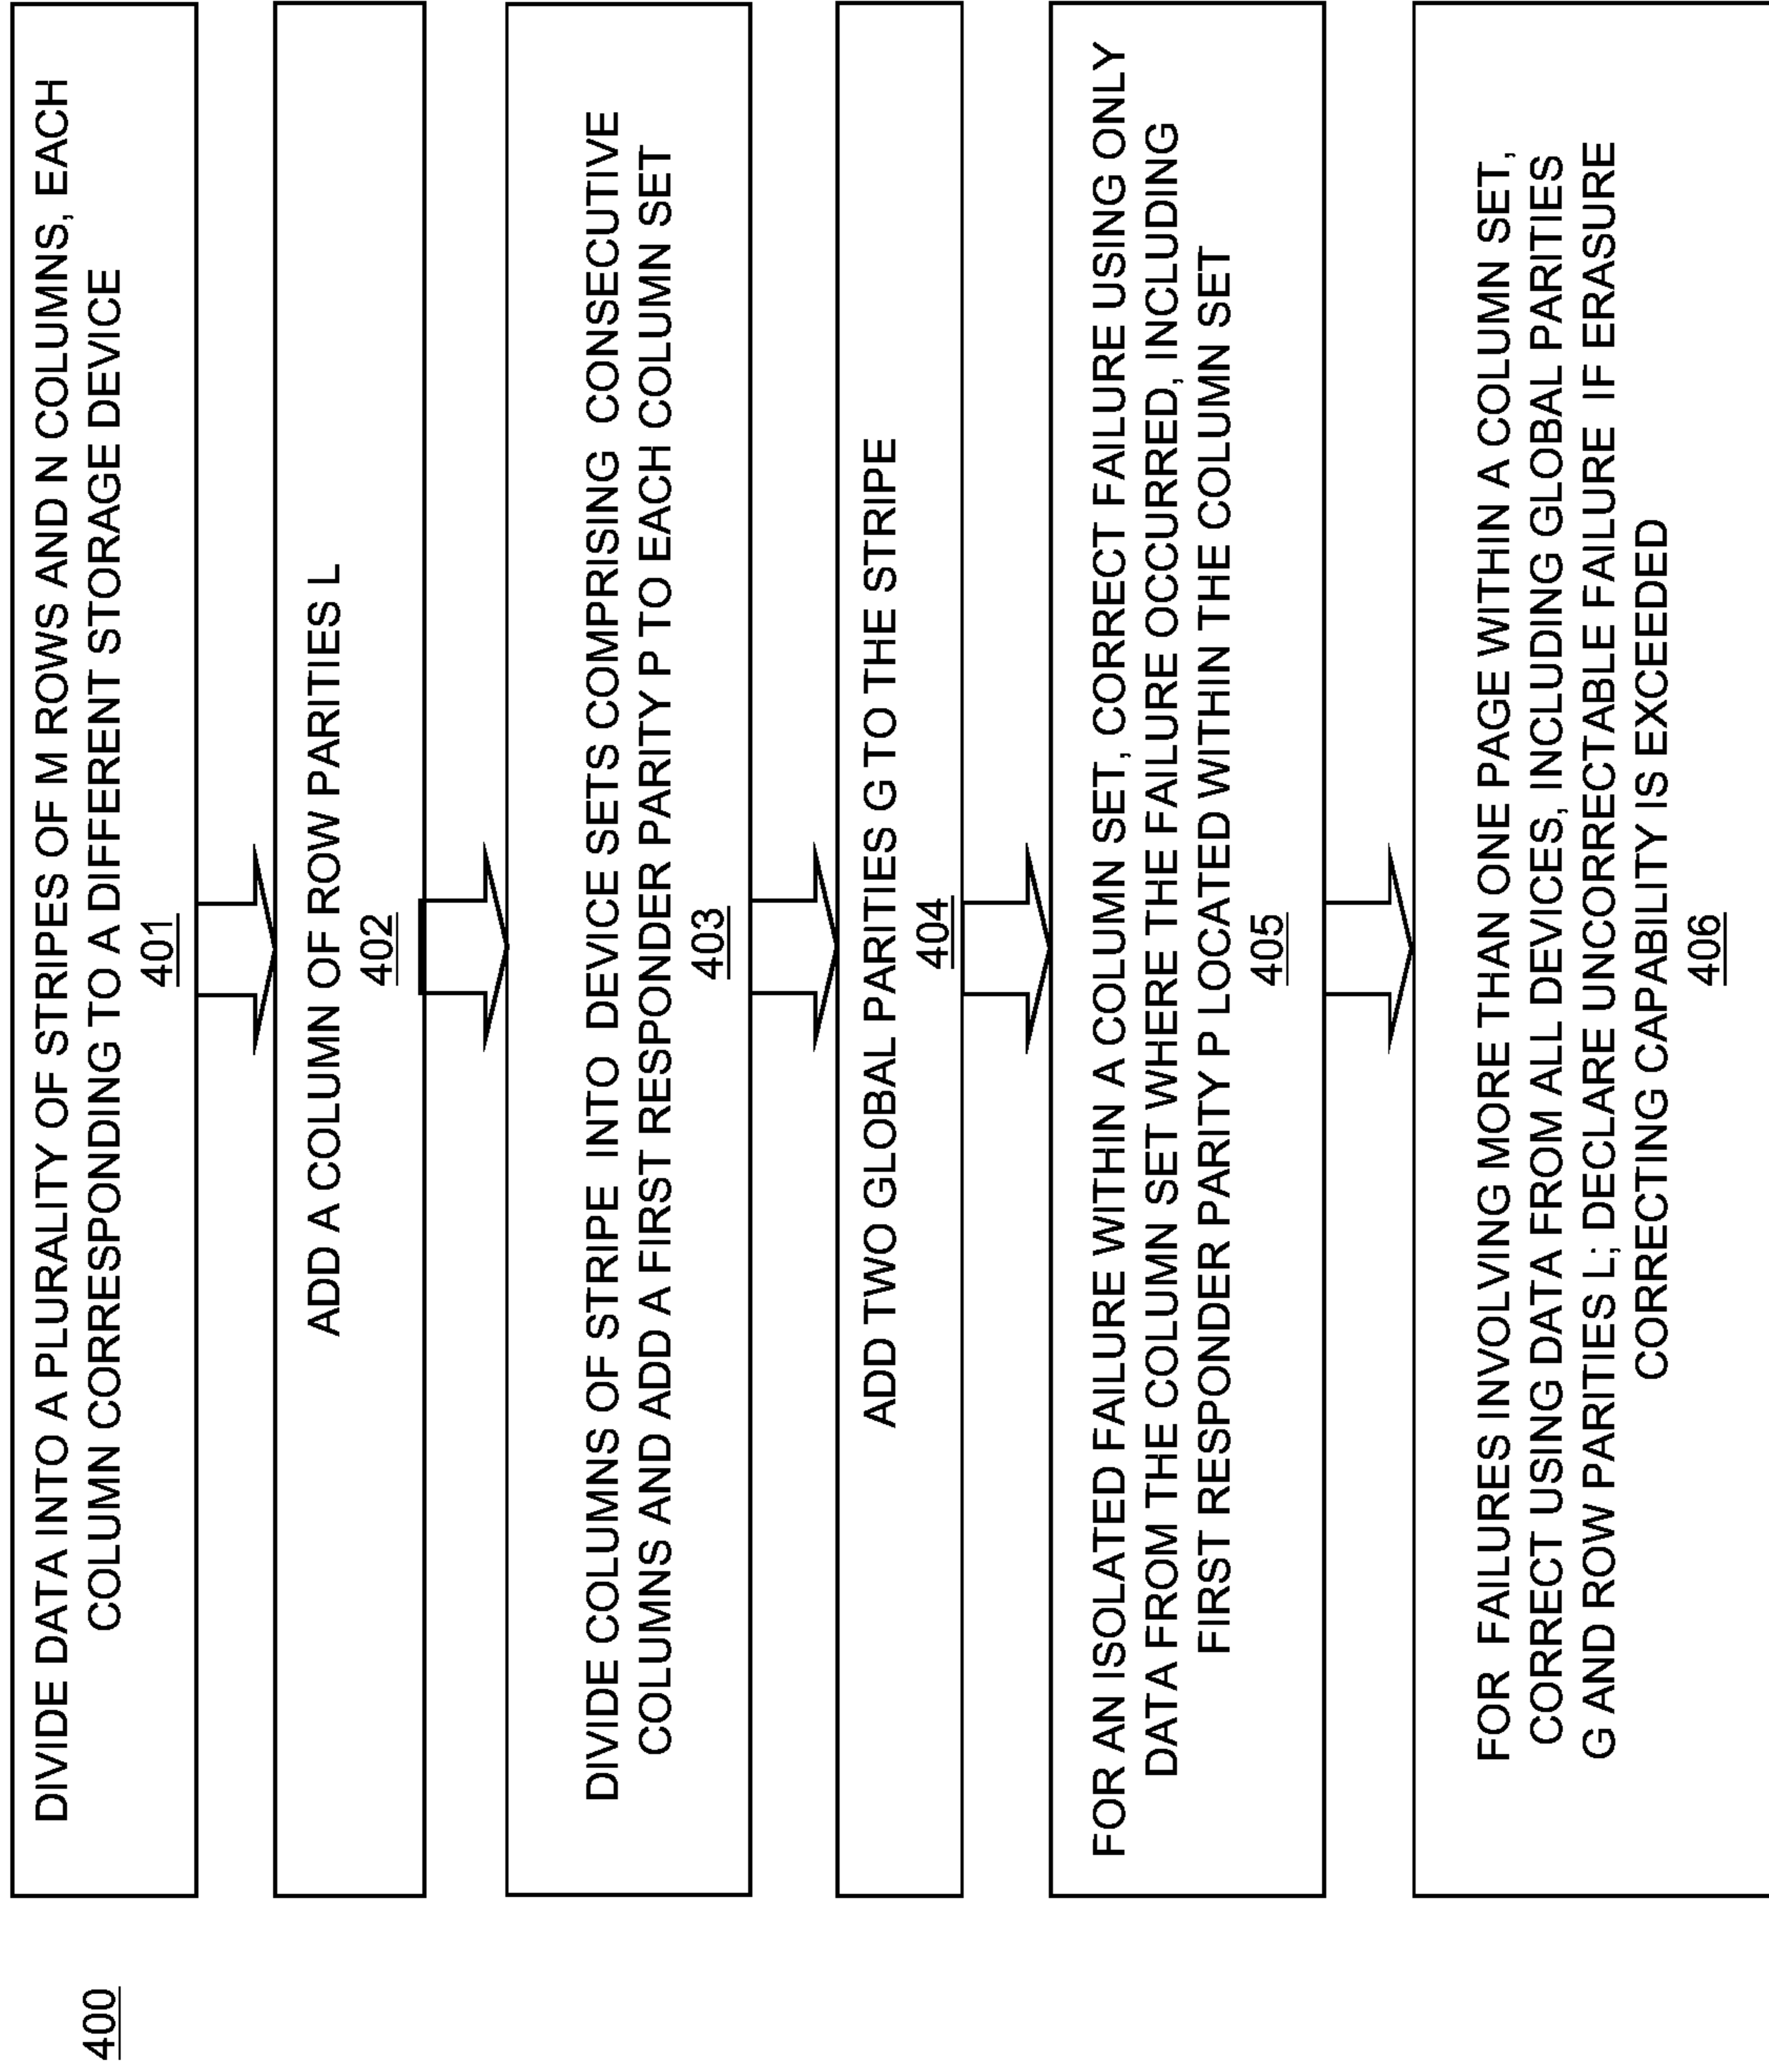 400
DIVIDE DATA INTO A PLURALITY OF STRIPES OF M ROWS AND N COLUMNS, EACH
COLUMN CORRESPONDING TO A DIFFERENT STORAGE DEVICE
401
ADD A COLUMN OF ROW PARITIES L
402
DIVIDE COLUMNS OF STRIPE INTO DEVICE SETS COMPRISING CONSECUTIVE
COLUMNS AND ADD A FIRST RESPONDER PARITY P TO EACH COLUMN SET
403
ADD TWO GLOBAL PARITIES G TO THE STRIPE
404
FOR AN ISOLATED FAILURE WITHIN A COLUMN SET, CORRECT FAILURE USING ONLY
DATA FROM THE COLUMN SET WHERE THE FAILURE OCCURRED, INCLUDING
FIRST RESPONDER PARITY P LOCATED WITHIN THE COLUMN SET
405
FOR FAILURES INVOLVING MORE THAN ONE PAGE WITHIN A COLUMN SET,
CORRECT USING DATA FROM ALL DEVICES, INCLUDING GLOBAL PARITIES
G AND ROW PARITIES L; DECLARE UNCORRECTABLE FAILURE IF ERASURE
CORRECTING CAPABILITY IS EXCEEDED
406